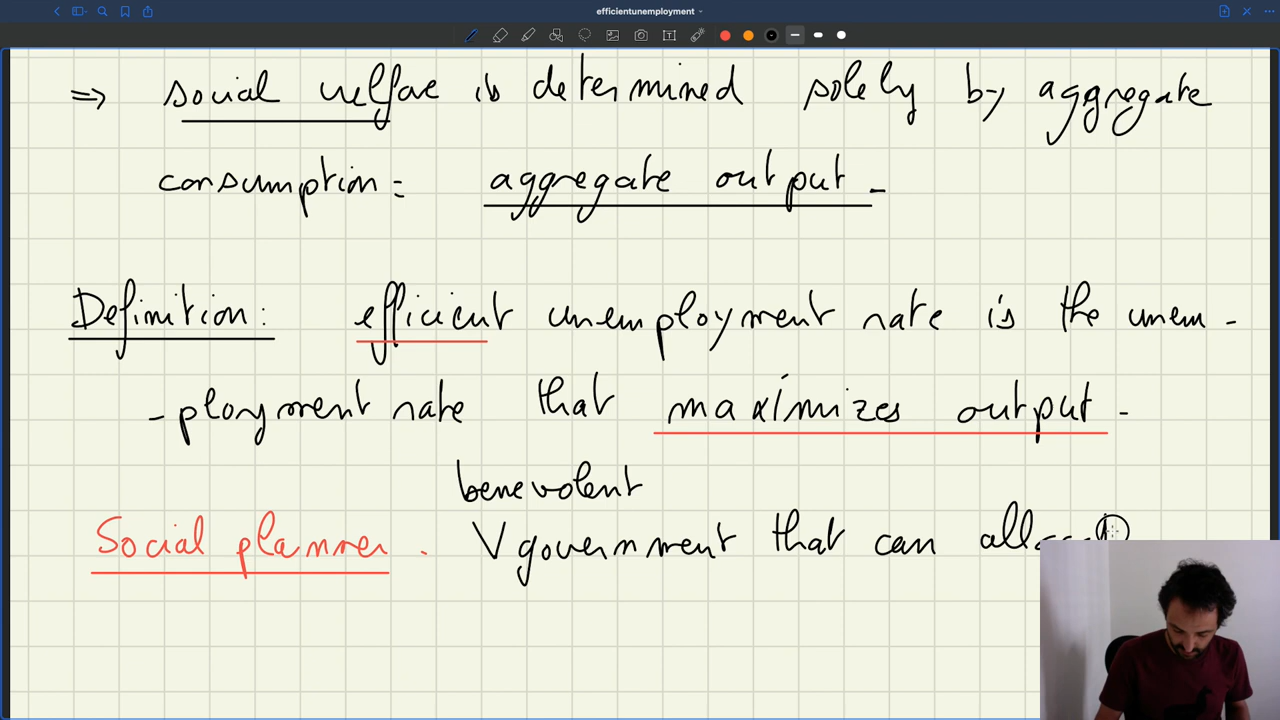 efficientunemployment
⇒ social welfare is determined solely by aggregate
consumption = aggregate output.
Definition: efficient unemployment rate is the unem-
-ployment rate that maximizes output.
benevolent
Social planner. V government that can